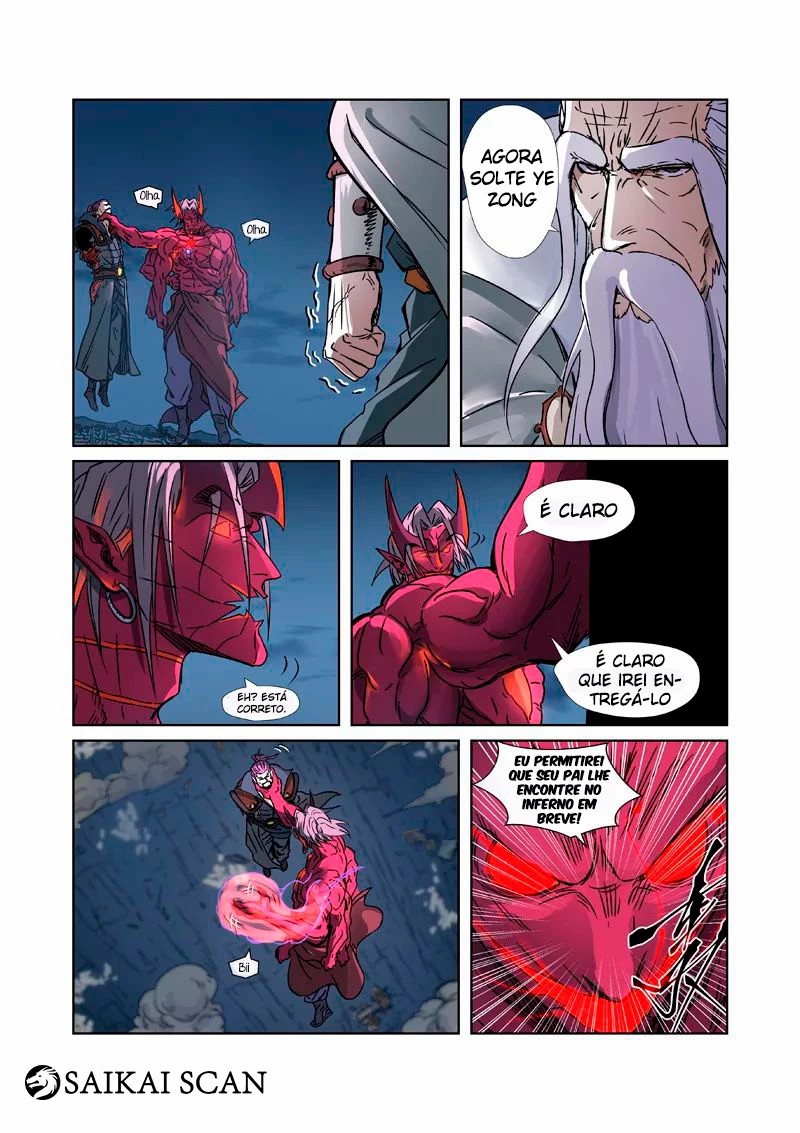 Olha
Olha
AGORA
SOLTE YE
ZONG
EH? ESTÁ
CORRETO.
É CLARO
É CLARO
QUE IREI EN-
TREGÁ-LO
Bii
EU PERMITIREI
QUE SEU PAI LHE
ENCONTRE NO
INFERNO EM
BREVE!
SAIKAI SCAN